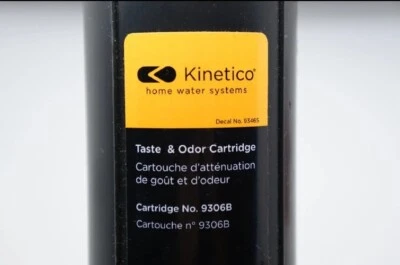 Kinetico®
home water systems
Decal No. 93465
Taste & Odor Cartridge
Cartouche d'atténuation
de goût et d'odeur
Cartridge No. 9306B
Cartouche n° 9306B